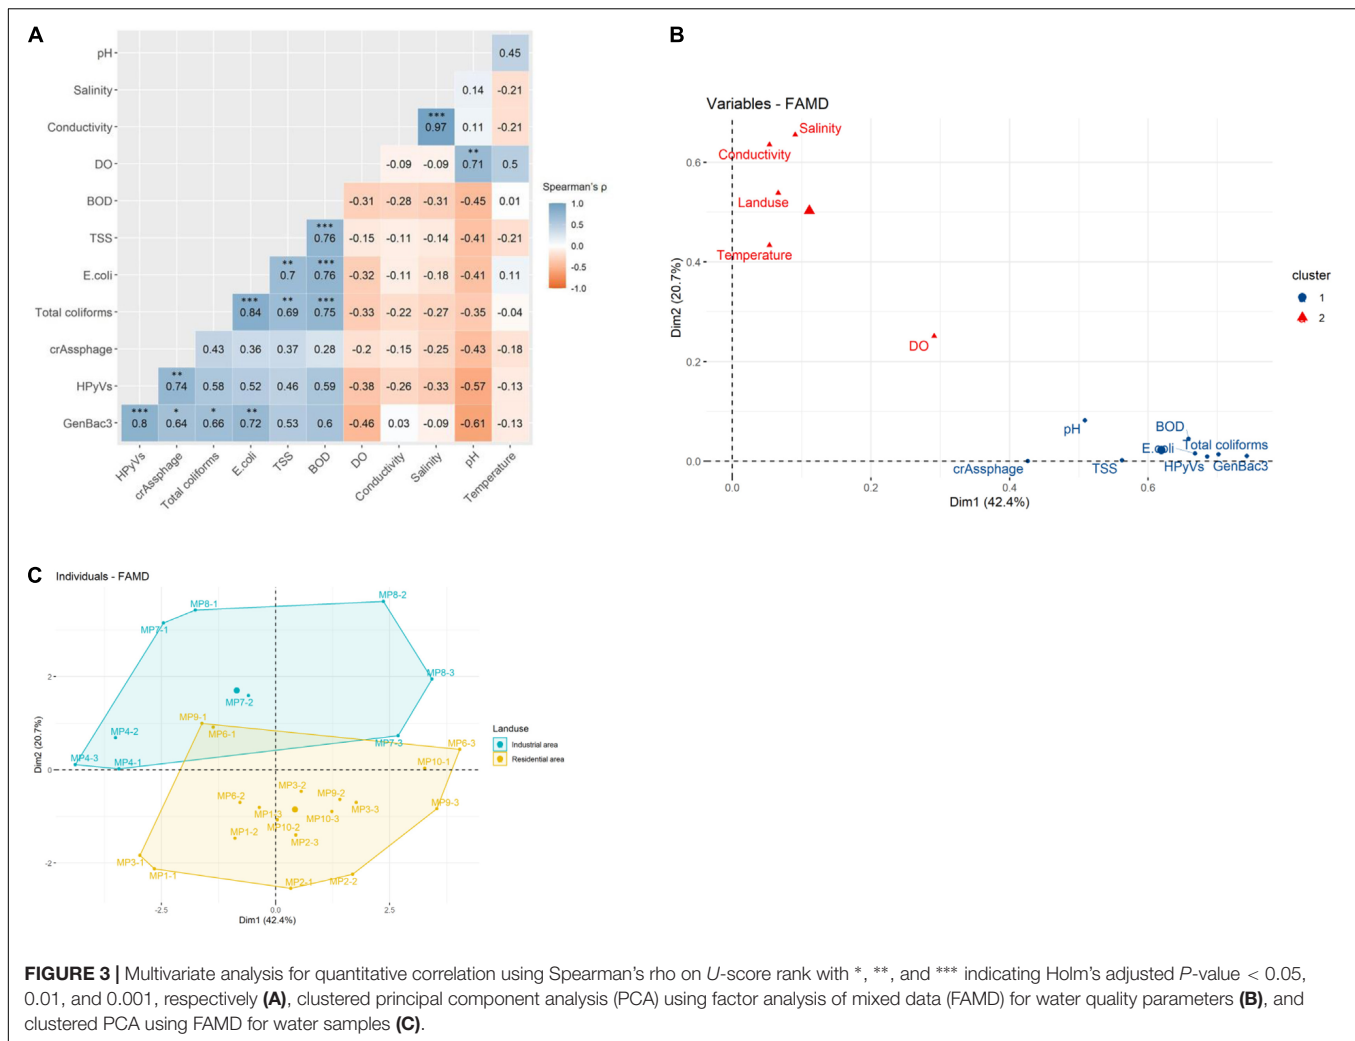 A
pH
0.45
Salinity
0.14 -0.21
***
Conductivity
0.97 0.11 -0.21
**
DO
-0.09 -0.09 0.71 0.5
BOD
-0.31 -0.28 -0.31 -0.45 0.01
***
TSS
0.76 -0.15 -0.11 -0.14 -0.41 -0.21
** ***
E.coli
0.7 0.76 -0.32 -0.11 -0.18 -0.41 0.11
*** ** ***
Total coliforms
0.84 0.69 0.75 -0.33 -0.22 -0.27 -0.35 -0.04
crAssphage
0.43 0.36 0.37 0.28 -0.2 -0.15 -0.25 -0.43 -0.18
**
HPyVs
0.74 0.58 0.52 0.46 0.59 -0.38 -0.26 -0.33 -0.57 -0.13
*** * * **
GenBac3
0.8 0.64 0.66 0.72 0.53 0.6 -0.46 0.03 -0.09 -0.61 -0.13
HPyVs
crAssphage
Total coliforms
E.coli
TSS
BOD
DO
Conductivity
Salinity
pH
Temperature
Spearman's ρ
1.0
0.5
0.0
-0.5
-1.0
B
Variables - FAMD
Salinity
Conductivity
Landuse
Temperature
DO
pH
BOD
E.coli
Total coliforms
crAssphage
TSS
HPyVs
GenBac3
0.6
0.4
0.2
0.0
Dim2 (20.7%)
0.0 0.2 0.4 0.6
Dim1 (42.4%)
cluster
1
2
C
Individuals - FAMD
MP8-1
MP8-2
MP7-1
MP8-3
MP7-2
MP9-1
MP6-1
MP4-2
MP7-3
MP6-3
MP4-3
MP4-1
MP10-1
MP3-2
MP6-2
MP9-2
MP1-3
MP3-3
MP9-3
MP10-3
MP10-2
MP1-2
MP2-3
MP3-1
MP1-1
MP2-1
MP2-2
2
0
-2
Dim2 (20.7%)
-2.5 0.0 2.5
Dim1 (42.4%)
Landuse
Industrial area
Residential area
FIGURE 3 | Multivariate analysis for quantitative correlation using Spearman's rho on U-score rank with *, **, and *** indicating Holm's adjusted P-value < 0.05,
0.01, and 0.001, respectively (A), clustered principal component analysis (PCA) using factor analysis of mixed data (FAMD) for water quality parameters (B), and
clustered PCA using FAMD for water samples (C).